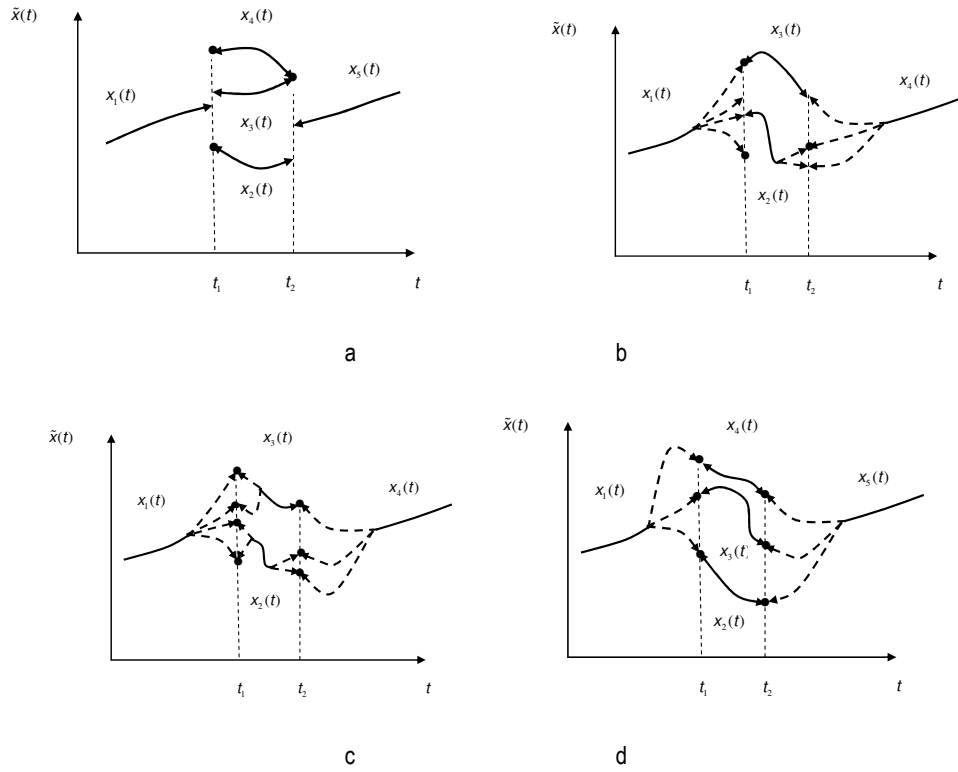 x̃(t)
x₄(t)
x₅(t)
x₁(t)
x₃(t)
x₂(t)
t₁
t₂
t
a
x̃(t)
x₃(t)
x₁(t)
x₄(t)
x₂(t)
t₁
t₂
t
b
x̃(t)
x₃(t)
x₁(t)
x₄(t)
x₂(t)
t₁
t₂
t
c
x̃(t)
x₄(t)
x₁(t)
x₅(t)
x₃(t)
x₂(t)
t₁
t₂
t
d